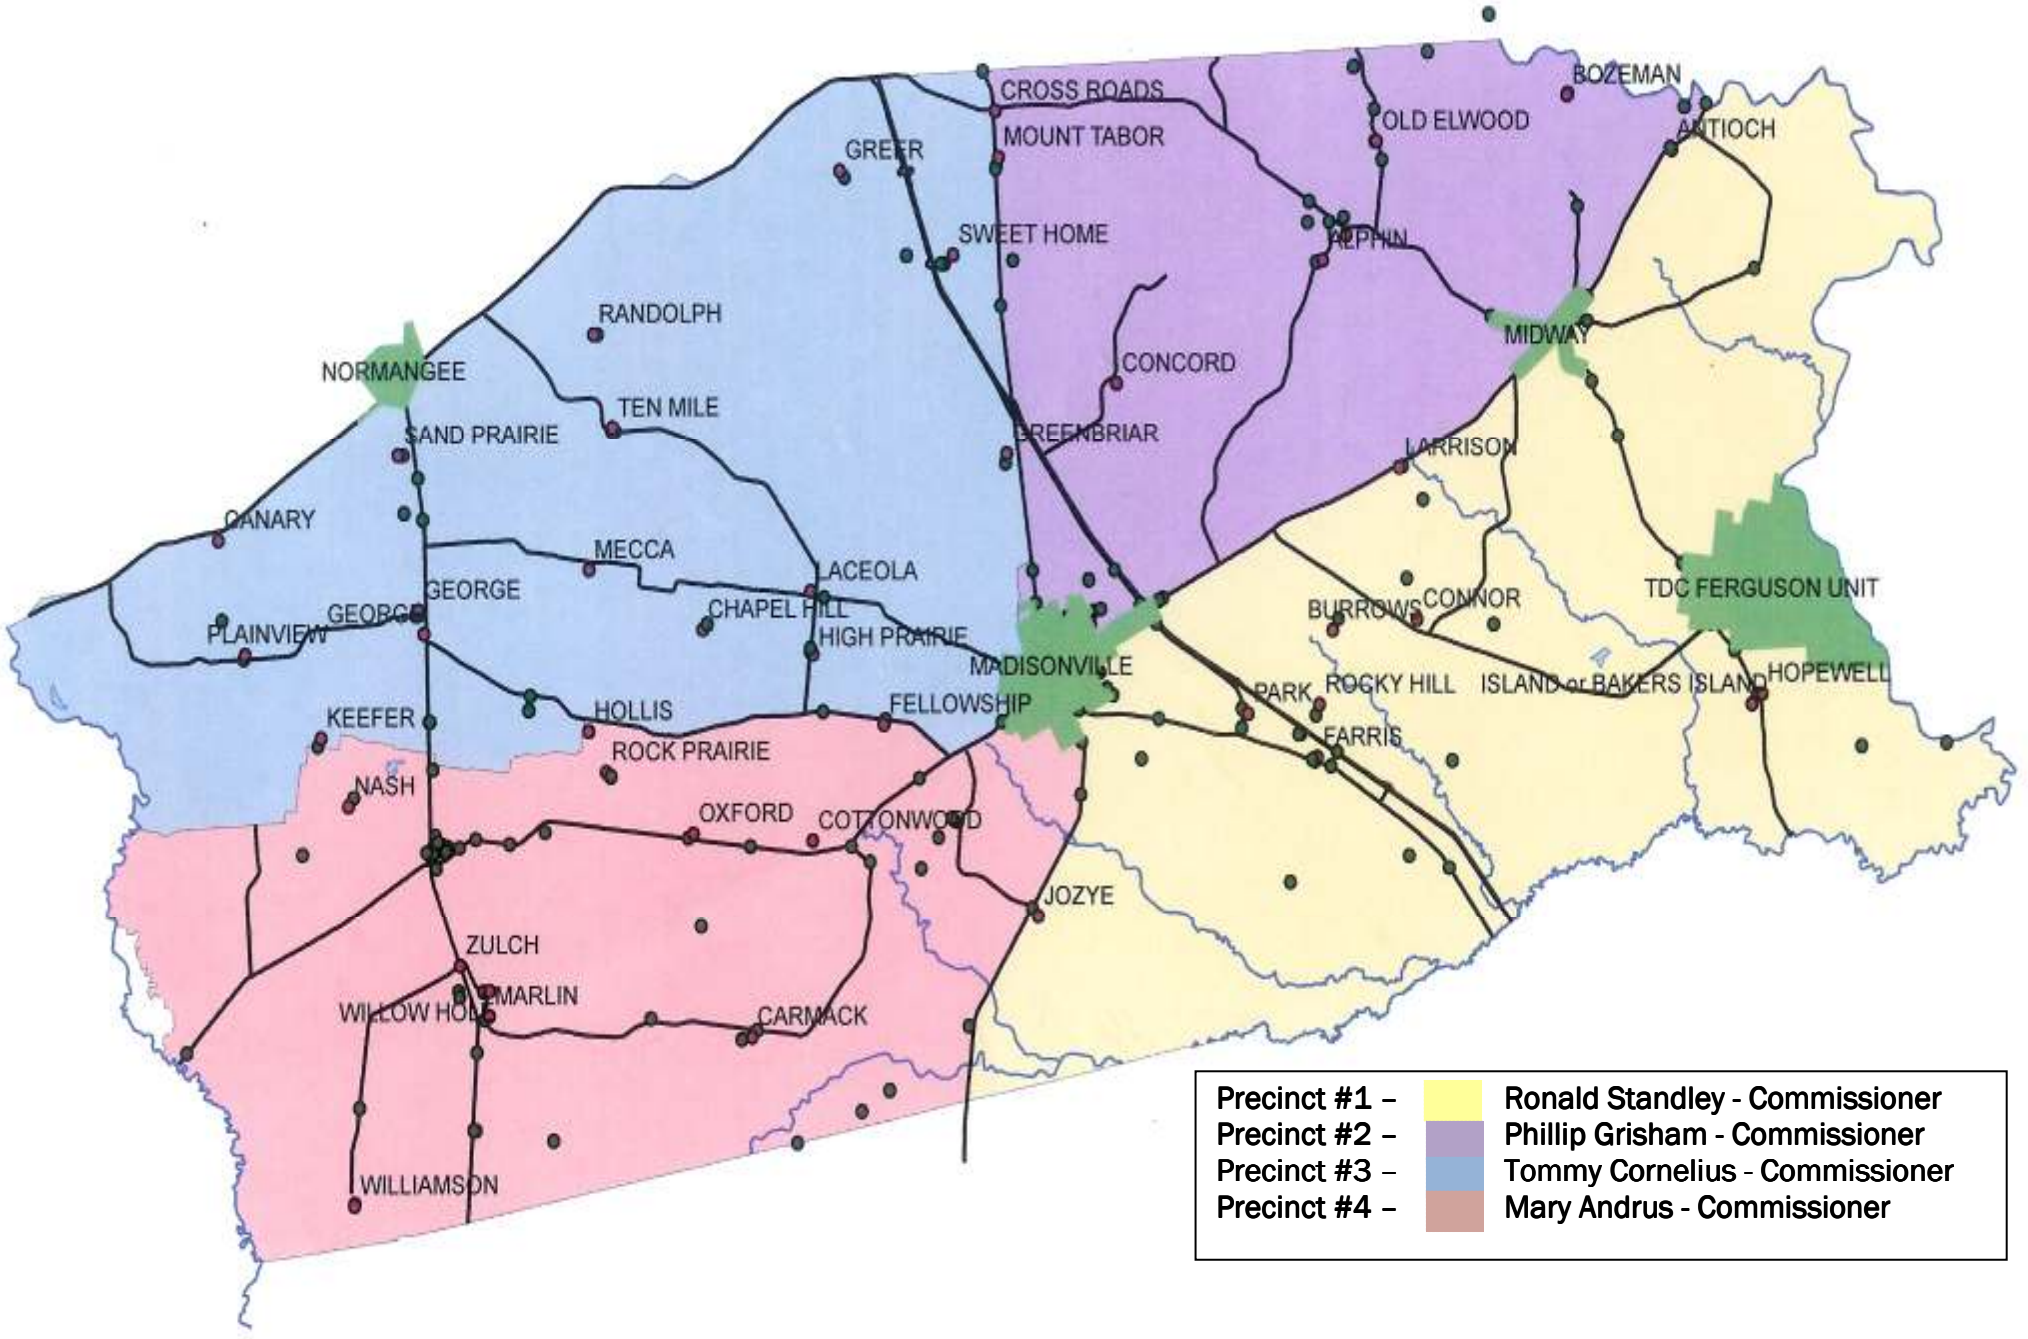 BOZEMAN
CROSS ROADS
OLD ELWOOD
ANTIOCH
MOUNT TABOR
GREER
SWEET HOME
ALPHIN
RANDOLPH
MIDWAY
CONCORD
NORMANGEE
TEN MILE
SAND PRAIRIE
GREENBRIAR
LARRISON
CANARY
MECCA
LACEOLA
GEORGE
TDC FERGUSON UNIT
CONNOR
BURROWS
CHAPEL HILL
GEORGE
PLAINVIEW
HIGH PRAIRIE
MADISONVILLE
HOPEWELL
PARK
ROCKY HILL
ISLAND or BAKERS ISLAND
FELLOWSHIP
HOLLIS
KEEFER
FARRIS
ROCK PRAIRIE
NASH
OXFORD
COTTONWOOD
JOZYE
ZULCH
MARLIN
WILLOW HOLE
CARMACK
WILLIAMSON
Precinct #1 – Ronald Standley - Commissioner
Precinct #2 – Phillip Grisham - Commissioner
Precinct #3 – Tommy Cornelius - Commissioner
Precinct #4 – Mary Andrus - Commissioner